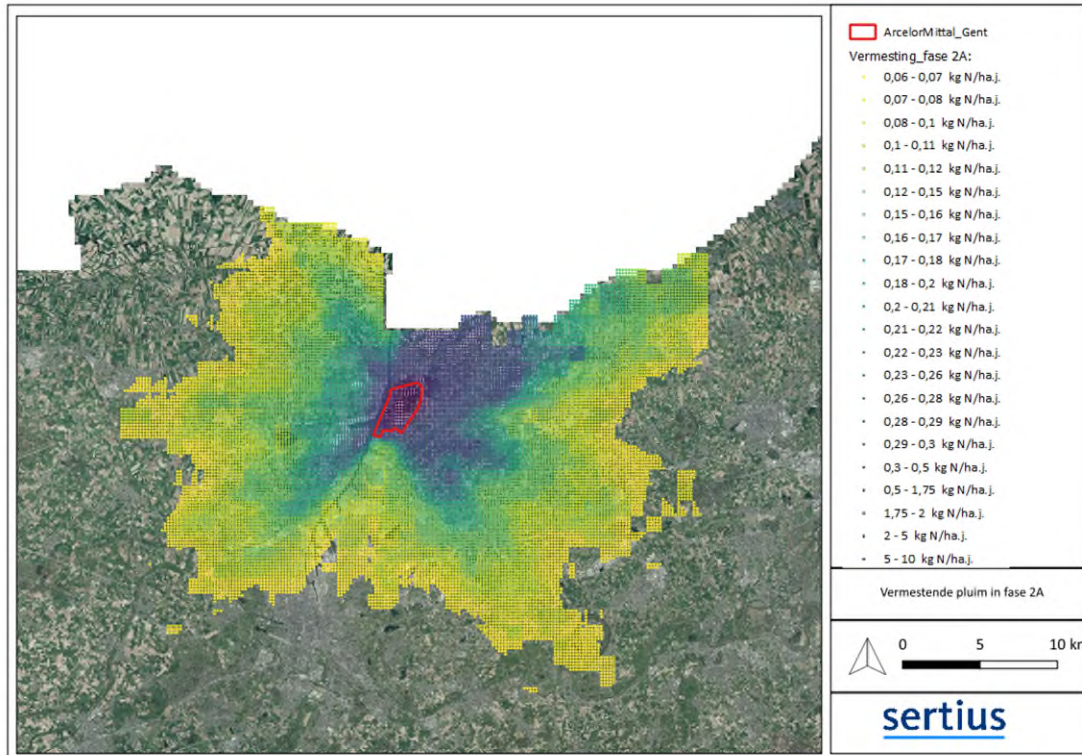 ArcelorMittal_Gent
Vermesting_fase 2A:
0,06 - 0,07 kg N/ha.j.
0,07 - 0,08 kg N/ha.j.
0,08 - 0,1 kg N/ha.j.
0,1 - 0,11 kg N/ha.j.
0,11 - 0,12 kg N/ha.j.
0,12 - 0,15 kg N/ha.j.
0,15 - 0,16 kg N/ha.j.
0,16 - 0,17 kg N/ha.j.
0,17 - 0,18 kg N/ha.j.
0,18 - 0,2 kg N/ha.j.
0,2 - 0,21 kg N/ha.j.
0,21 - 0,22 kg N/ha.j.
0,22 - 0,23 kg N/ha.j.
0,23 - 0,26 kg N/ha.j.
0,26 - 0,28 kg N/ha.j.
0,28 - 0,29 kg N/ha.j.
0,29 - 0,3 kg N/ha.j.
0,3 - 0,5 kg N/ha.j.
0,5 - 1,75 kg N/ha.j.
1,75 - 2 kg N/ha.j.
2 - 5 kg N/ha.j.
5 - 10 kg N/ha.j.
Vermestende pluim in fase 2A
0 5 10 km
sertius